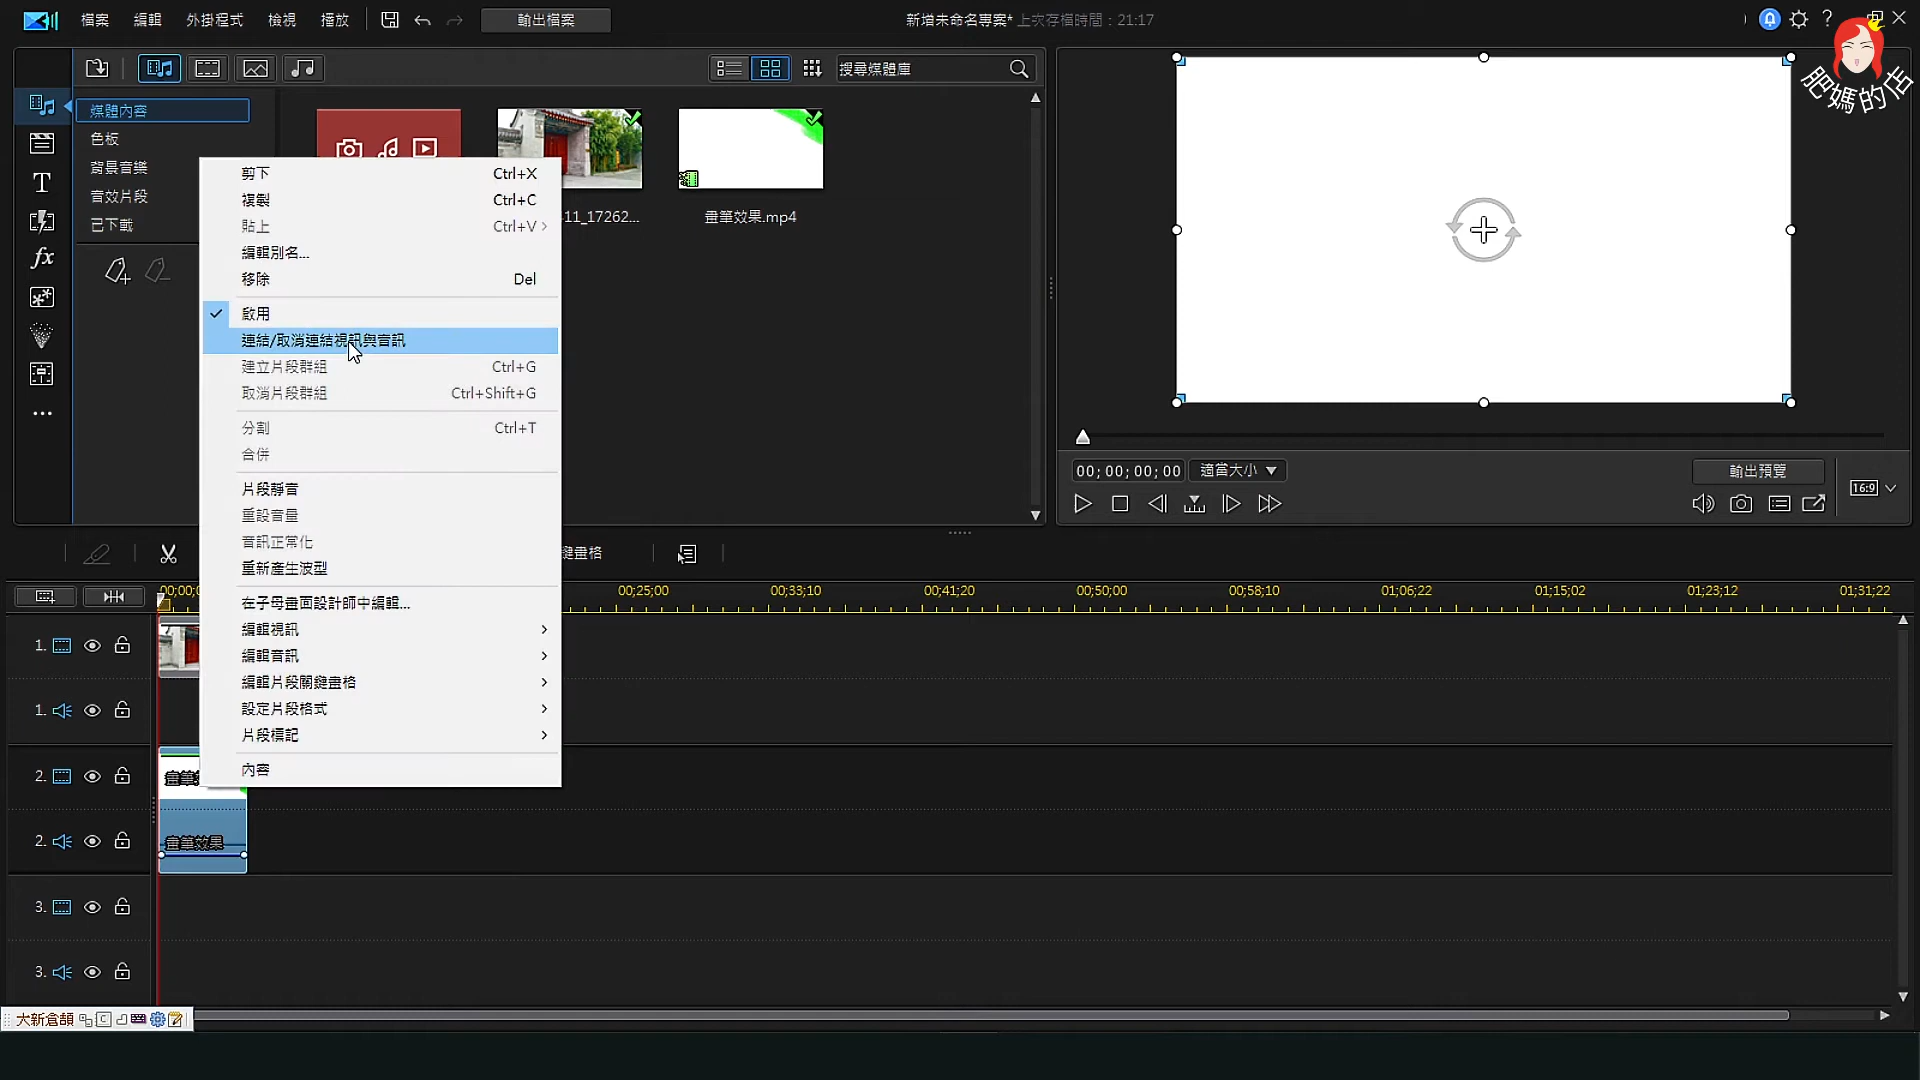 檔案 編輯 外掛程式 檢視 播放 輸出檔案 新增未命名專案* 上次存檔時間：21:17
肥媽的店
搜尋媒體庫
媒體內容
色板
背景音樂
音效片段
已下載
11_17262... 畫筆效果.mp4
剪下 Ctrl+X
複製 Ctrl+C
貼上 Ctrl+V
編輯別名...
移除 Del
啟用
連結/取消連結視訊與音訊
建立片段群組 Ctrl+G
取消片段群組 Ctrl+Shift+G
分割 Ctrl+T
合併
片段靜音
重設音量
音訊正常化
重新產生波型
在子母畫面設計師中編輯...
編輯視訊
編輯音訊
編輯片段關鍵畫格
設定片段格式
片段標記
內容
00;00;00;00 適當大小 輸出預覽
16:9
鍵畫格
00;25;00 00;33;10 00;41;20 00;50;00 00;58;10 01;06;22 01;15;02 01;23;12 01;31;22
1.
1.
2.
畫筆效果
2.
3.
3.
大新倉頡